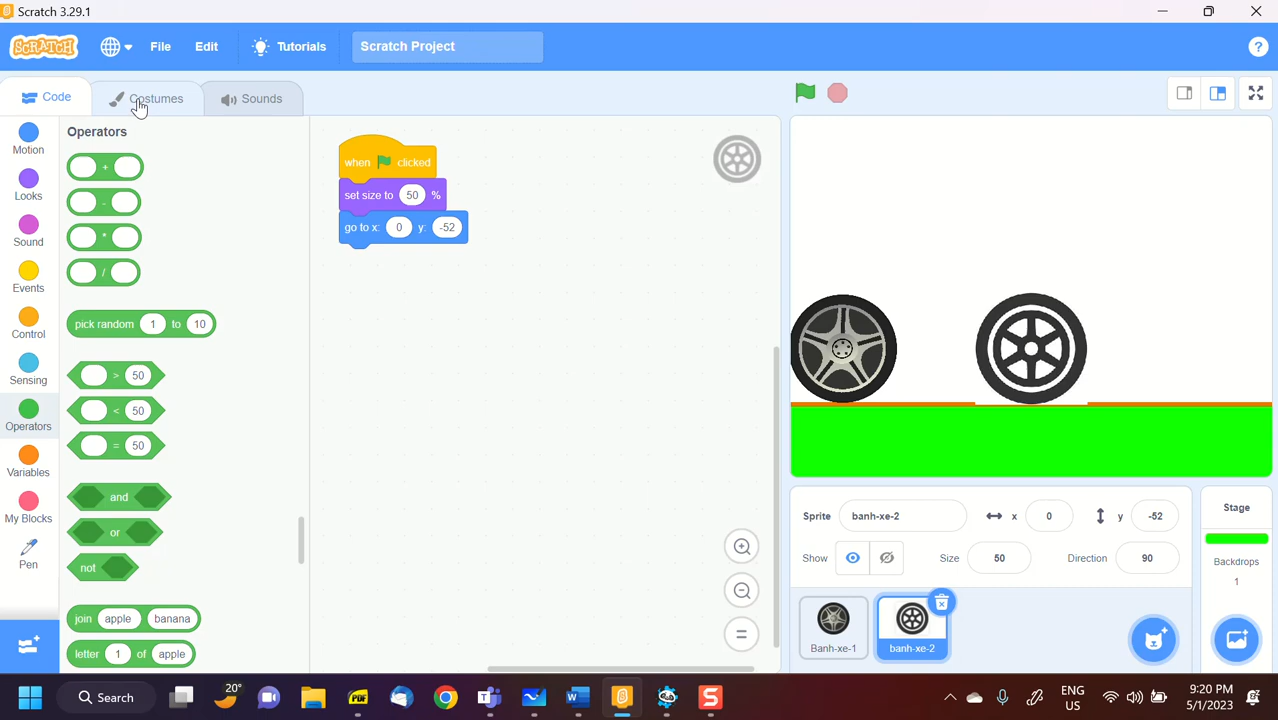 Scratch 3.29.1
SCRATCH File Edit Tutorials Scratch Project ?
Code Costumes Sounds
Motion
Looks
Sound
Events
Control
Sensing
Operators
Variables
My Blocks
Pen
Operators
+
-
*
/
pick random 1 to 10
> 50
< 50
= 50
and
or
not
join apple banana
letter 1 of apple
when clicked
set size to 50 %
go to x: 0 y: -52
Sprite banh-xe-2 x 0 y -52
Show Size 50 Direction 90
Banh-xe-1 banh-xe-2
Stage
Backdrops
1
Search 20° PDF W S ENG
US
9:20 PM
5/1/2023